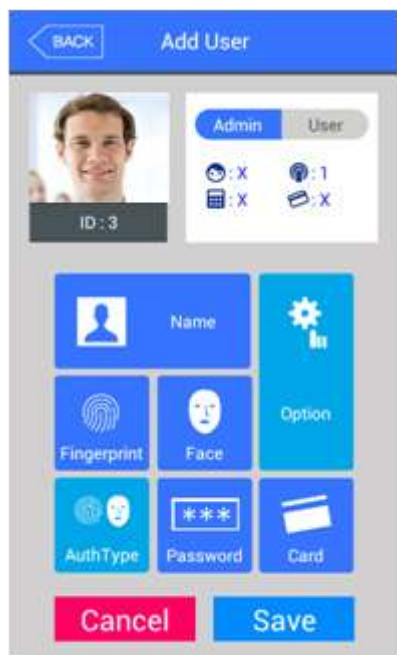 BACK Add User
Admin User
: X : 1
: X : X
ID : 3
Name
Option
Fingerprint Face
AuthType *** Password Card
Cancel Save